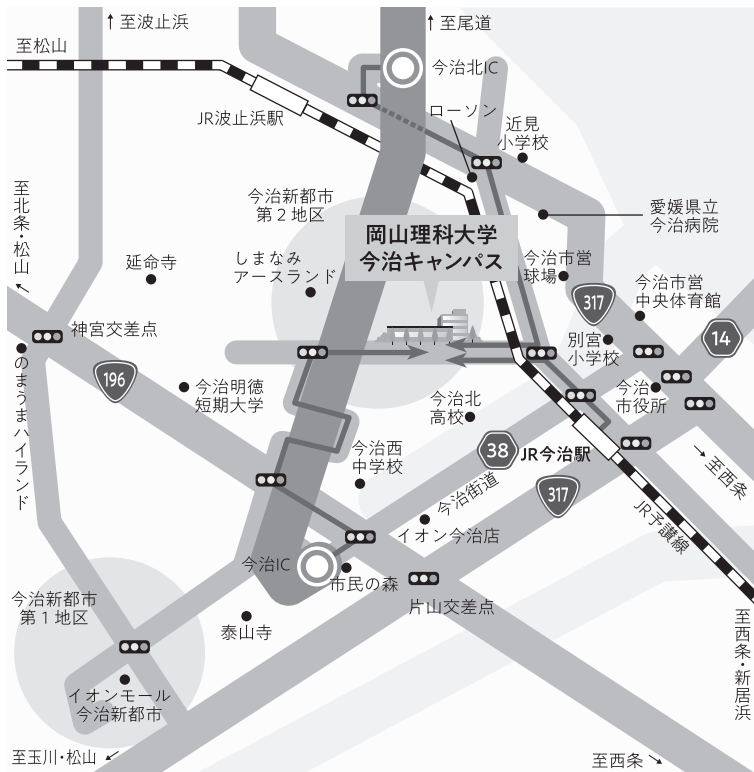 ↑至波止浜
↑至尾道
至松山
今治北IC
JR波止浜駅
ローソン
近見
小学校
今治新都市
第2地区
愛媛県立
今治病院
至北条・松山
岡山理科大学
今治キャンパス
延命寺
しまなみ
アースランド
今治市営
球場
今治市営
中央体育館
317
14
神宮交差点
別宮
小学校
のまうまハイランド
196
今治明徳
短期大学
今治北
高校
今治
市役所
38
JR今治駅
今治西
中学校
至西条
今治街道
317
イオン今治店
JR予讃線
今治IC
市民の森
片山交差点
今治新都市
第1地区
泰山寺
至西条・新居浜
イオンモール
今治新都市
至玉川・松山
至西条